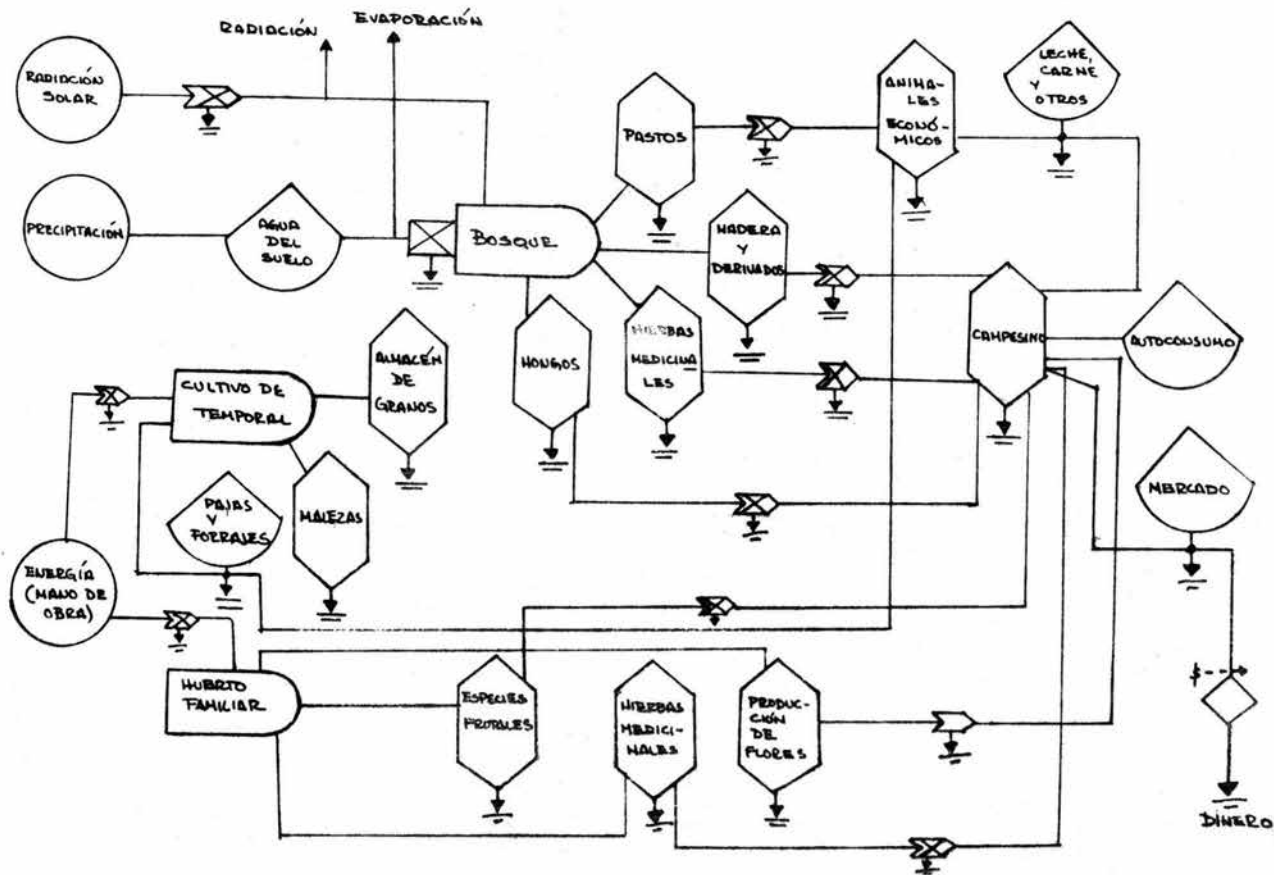 RADIACIÓN
EVAPORACIÓN
RADIACIÓN
SOLAR
PRECIPITACIÓN
AGUA
DEL
SUELO
BOSQUE
PASTOS
ANIMA-
LES
ECONÓ-
MICOS
LECHE,
CARNE
Y
OTROS
MADERA
Y
DERIVADOS
HIERBAS
MEDICINA
LES
HONGOS
CAMPESINO
AUTOCONSUMO
MERCADO
CULTIVO DE
TEMPORAL
ALMACÉN
DE
GRANOS
PAJAS
Y
FORRAJES
MALEZAS
ENERGÍA
(MANO DE
OBRA)
HUERTO
FAMILIAR
ESPECIES
FRUTALES
HIERBAS
MEDICI-
NALES
PRODUC-
CIÓN
DE
FLORES
$
DINERO